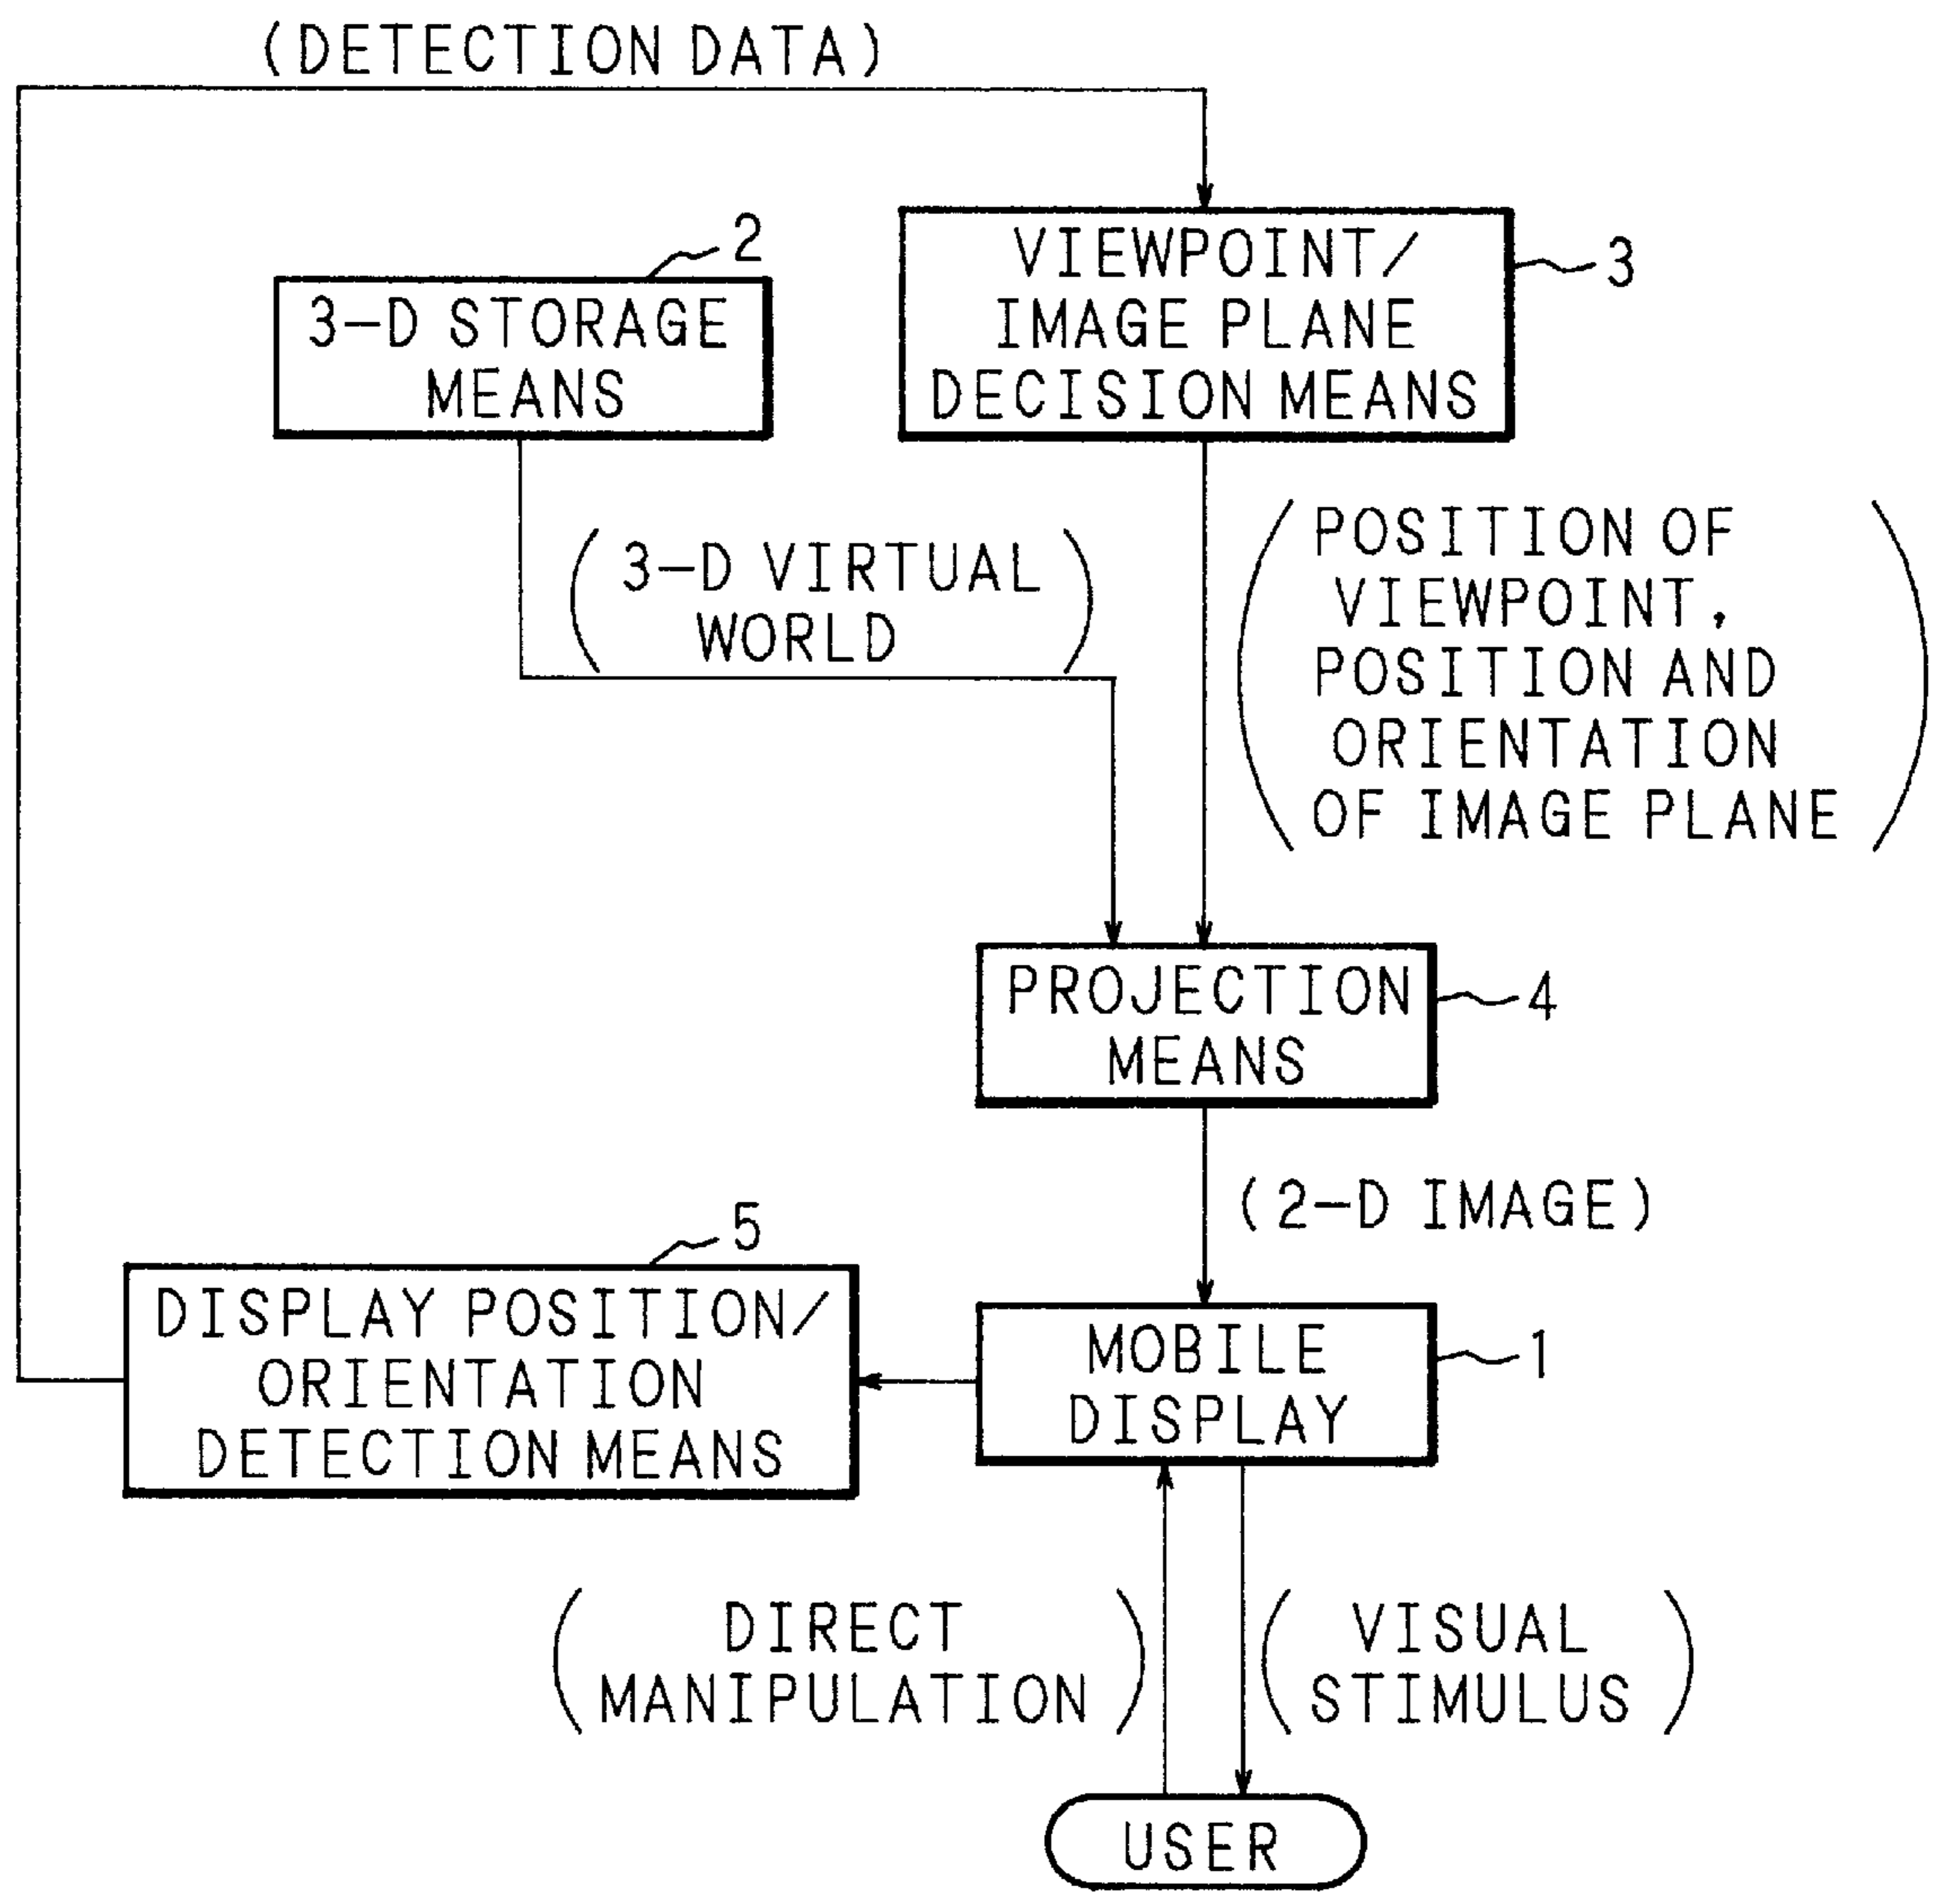 (DETECTION DATA)
2
3-D STORAGE
MEANS
VIEWPOINT/
IMAGE PLANE
DECISION MEANS
3
(3-D VIRTUAL
WORLD)
(POSITION OF
VIEWPOINT,
POSITION AND
ORIENTATION
OF IMAGE PLANE)
PROJECTION
MEANS
4
(2-D IMAGE)
5
DISPLAY POSITION/
ORIENTATION
DETECTION MEANS
MOBILE
DISPLAY
1
(DIRECT
MANIPULATION)
(VISUAL
STIMULUS)
USER